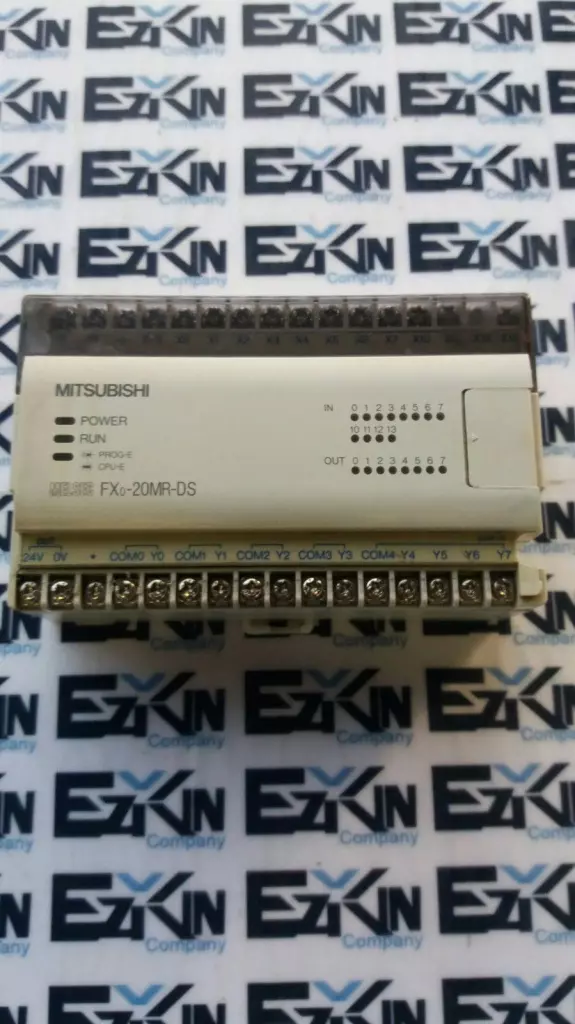 EZKIN Company
MITSUBISHI
POWER
RUN
PROG-E
CPU-E
FX0-20MR-DS
IN 0 1 2 3 4 5 6 7
10 11 12 13
OUT 0 1 2 3 4 5 6 7
24V 0V • COM0 Y0 COM1 Y1 COM2 Y2 COM3 Y3 COM4 Y4 Y5 Y6 Y7